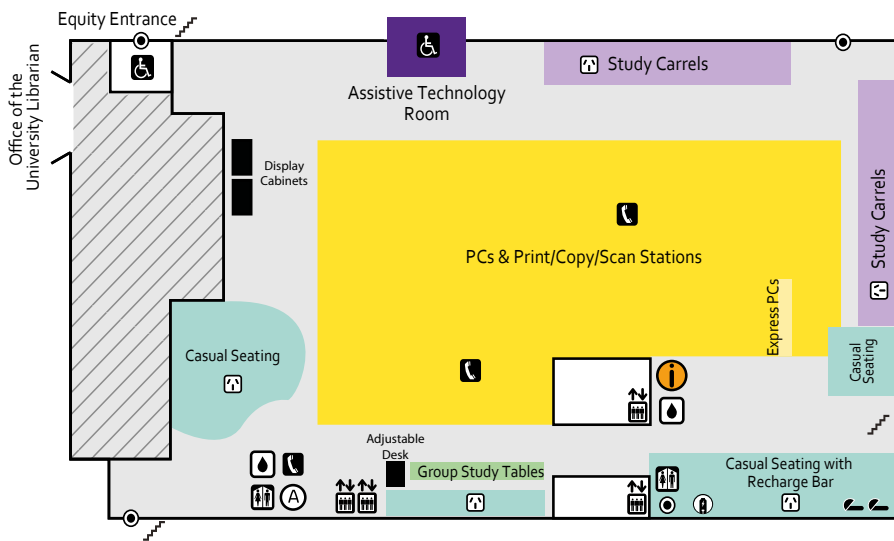 Equity Entrance
Office of the
University Librarian
Study Carrels
Assistive Technology
Room
Display
Cabinets
Study Carrels
PCs & Print/Copy/Scan Stations
Express PCs
Casual Seating
Casual
Seating
Adjustable
Desk
Group Study Tables
Casual Seating with
Recharge Bar
A